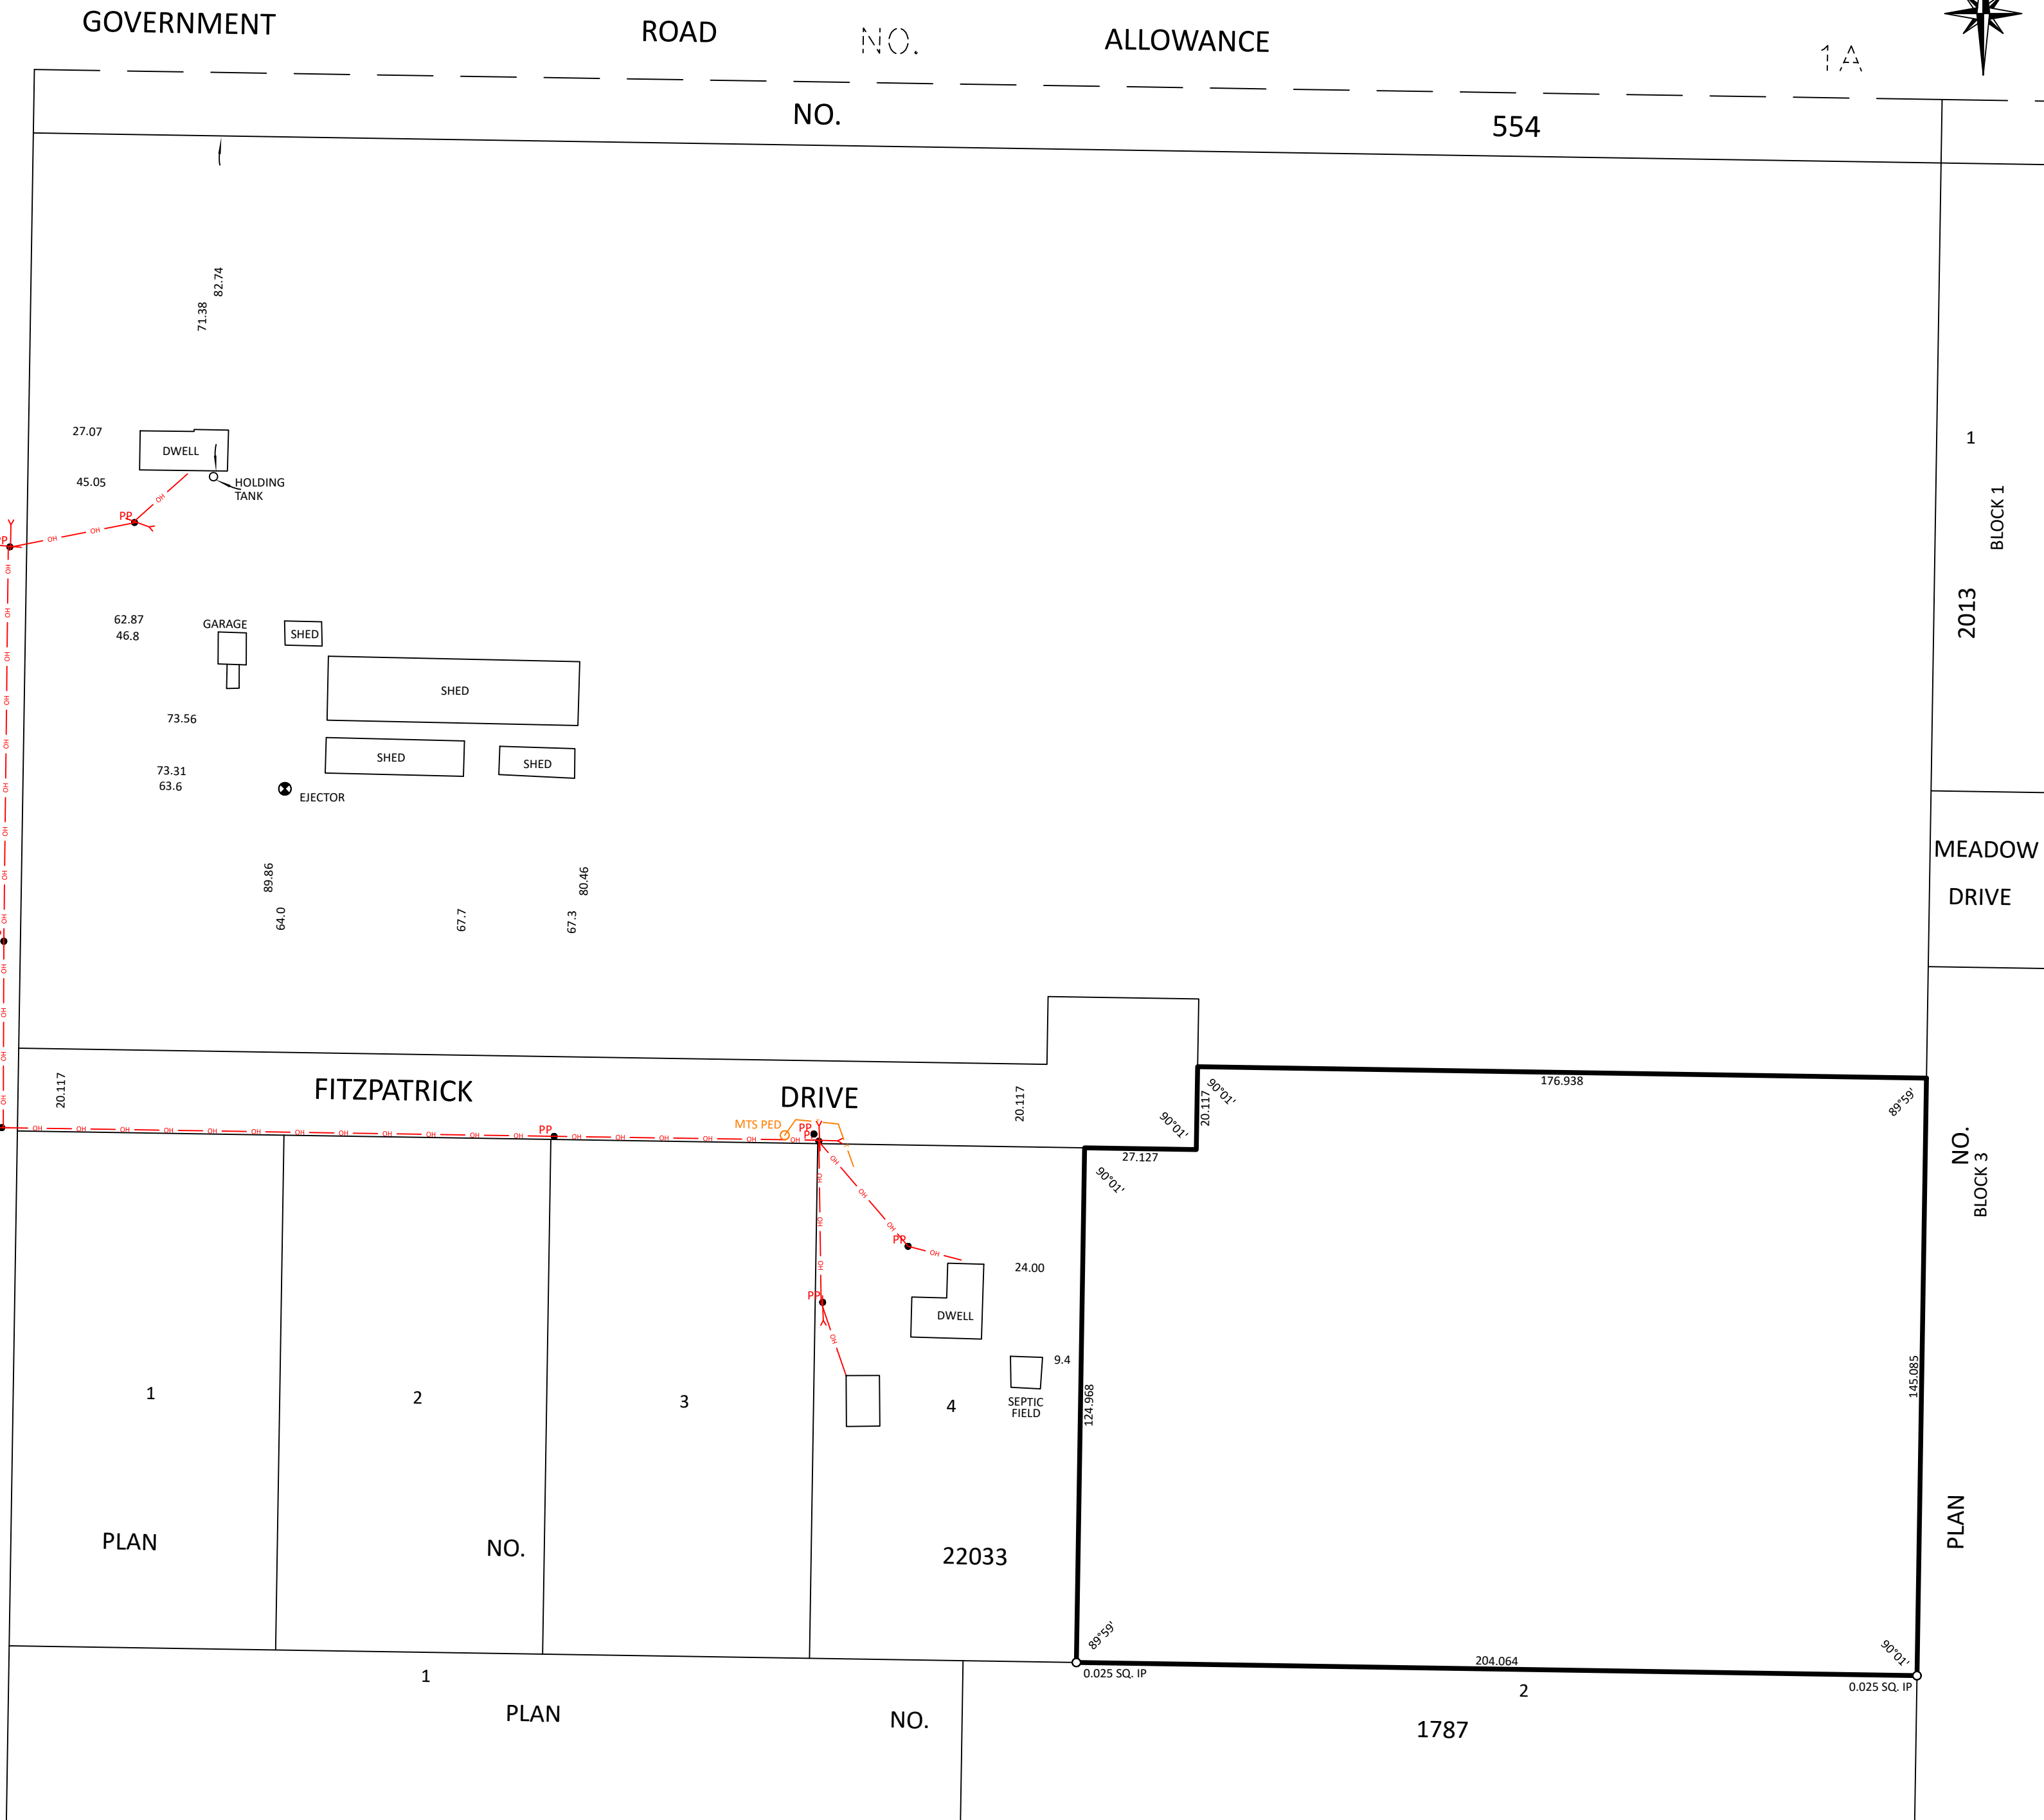 GOVERNMENT ROAD NO. ALLOWANCE 1A
NO. 554
82.74
71.38
27.07
DWELL
45.05
HOLDING
TANK
PP
PP
OH OH OH
1
BLOCK 1
2013
62.87
46.8
GARAGE
SHED
SHED
73.56
SHED
SHED
73.31
63.6
EJECTOR
MEADOW
DRIVE
89.86
80.46
64.0
67.7
67.3
20.117
FITZPATRICK DRIVE
20.117
MTS PED
PP
PP
20.117
90°01'
90°01'
176.938
89°59'
27.127
90°01'
NO.
BLOCK 3
PP
24.00
DWELL
PP
9.4
SEPTIC
FIELD
124.968
145.085
1
2
3
4
PLAN NO. 22033
PLAN
89°59'
90°01'
204.064
0.025 SQ. IP
0.025 SQ. IP
1
2
PLAN NO. 1787